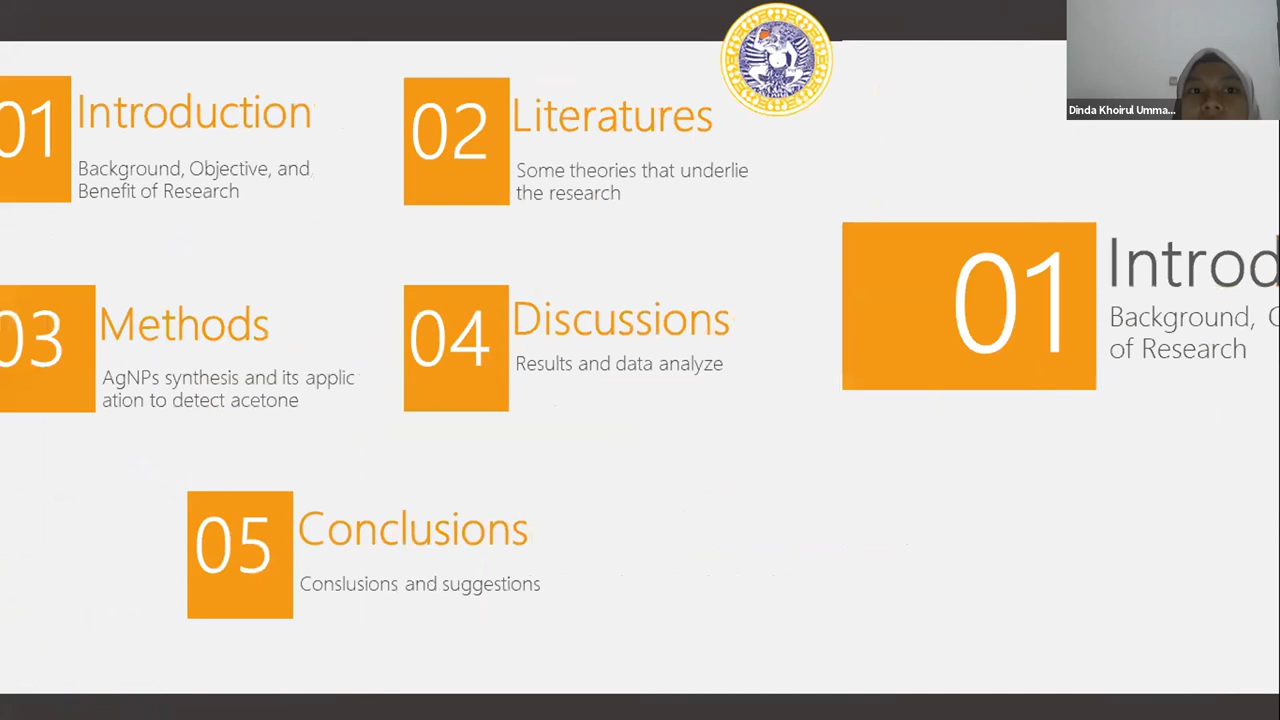 Dinda Khoirul Umma...
01
Introduction
Background, Objective, and
Benefit of Research
02
Literatures
Some theories that underlie
the research
03
Methods
AgNPs synthesis and its applic
ation to detect acetone
04
Discussions
Results and data analyze
05
Conclusions
Conslusions and suggestions
01
Introd
Background,
of Research